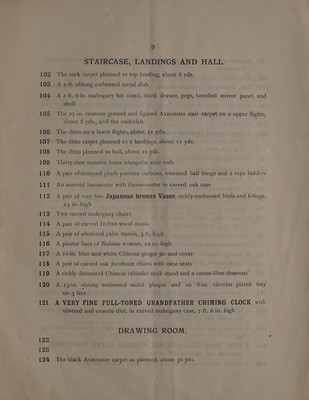 9
STAIRCASE, LANDINGS AND HALL
102 The cork carpet planned to top landing, about 6 yds.
103 A 2-ft. oblong embossed metal dish
104 A 2 ft. 6 in. mahogany hat stand, fitted drawer, pegs, bevelled mirror panel and
shelf
105 The 27-in. crimson ground and figured Axminster stair carpet on 2 upper flights,
about 8 yds., and the underfelt
106 The ditto on 2 lower flights, about 12 yds.
107 The ditto carpet planned to 2 landings, about 12 yds.
108 The ditto planned to hall, about 10 yds.
109 Thirty-nine massive brass triangular stair rods
110 A pair of stamped plush portière curtains, trimmed ball fringe and 2 rope
111 An aneroid barometer with thermometer in carved oak case
112 A pair of very fine Japanese bronze Vases, richly-embossed birds and foliage,
24 in. high
113 Two carved mahogany chairs
114 A pair of carved Indian wood stools
115 A pair of ebonized palm stands, 3 ft. high
116 A plaster bust of Nubian woman, 22 in. high
117 A 10-in. blue and white Chinese ginger jar and cover
118 A pair of carved oak Jacobean chairs with cane seats
119 A richly decorated Chinese cylinder stick stand and a cocoa-fibre doormat
120 A 15-in. oblong embossed metal plaque and an 8-in. circular plated tray
on 3 feet
121 A VERY FINE FULL-TONED GRANDFATHER CHIMING CLOCK with
silvered and ormolu dial, in carved mahogany case, 7 ft. 6 in. high
DRAWING ROOM.
122
123
124 The black Axminster carpet as planned, about 30 yds.